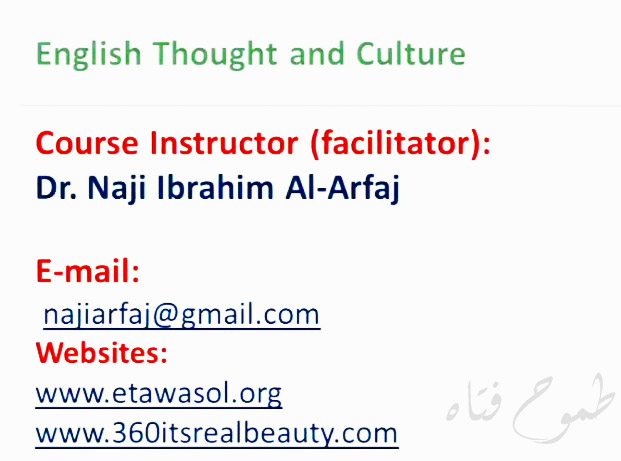 English Thought and Culture
Course Instructor (facilitator):
Dr. Naji Ibrahim Al-Arfaj
E-mail:
najiarfaj@gmail.com
Websites:
www.etawasol.org
www.360itsrealbeauty.com
طموح فتاه